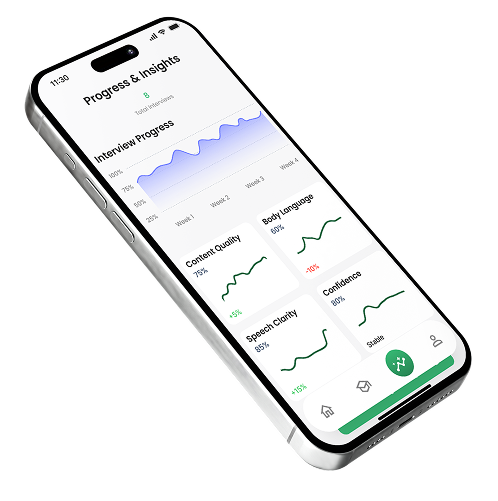 11:30
Progress & Insights
8
Total Interviews
Interview Progress
100%
75%
50%
25%
Week 1
Week 2
Week 3
Week 4
Content Quality
75%
+5%
Body Language
60%
-10%
Speech Clarity
85%
+15%
Confidence
80%
Stable